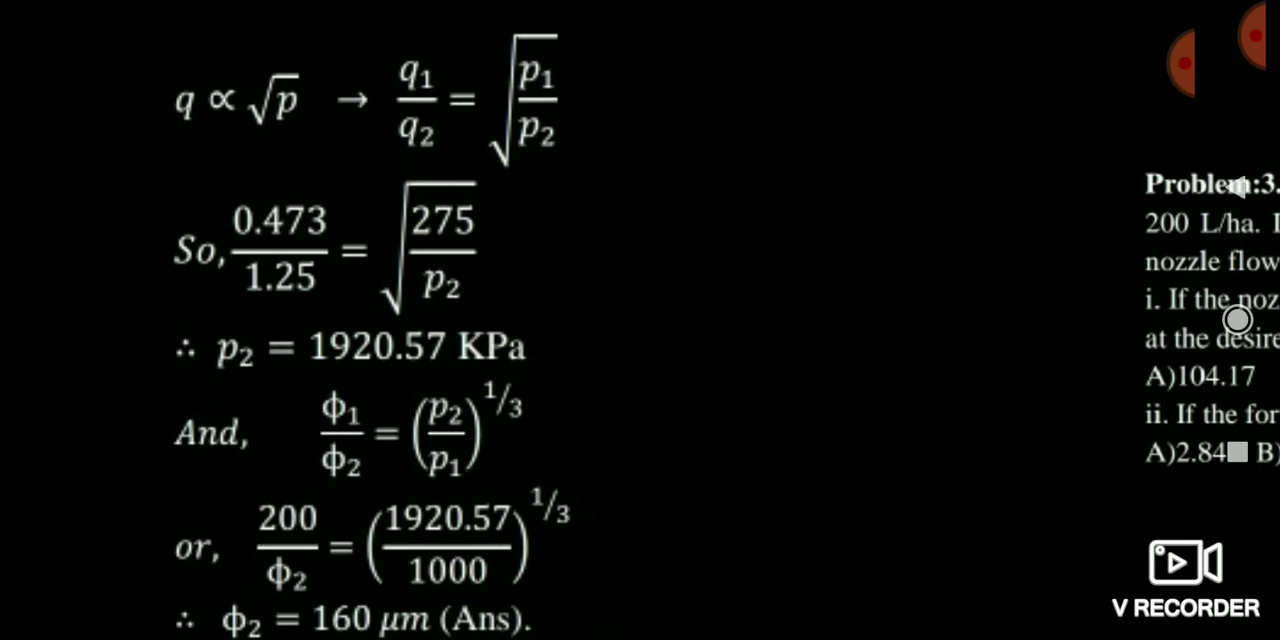 q ∝ √p → q₁/q₂ = √(p₁/p₂)
So, 0.473/1.25 = √(275/p₂)
∴ p₂ = 1920.57 KPa
And, ϕ₁/ϕ₂ = (p₂/p₁)^1/3
or, 200/ϕ₂ = (1920.57/1000)^1/3
∴ ϕ₂ = 160 μm (Ans).
Problem:3.
200 L/ha.
nozzle flow
i. If the noz
at the desire
A)104.17
ii. If the for
A)2.84 B)
V RECORDER